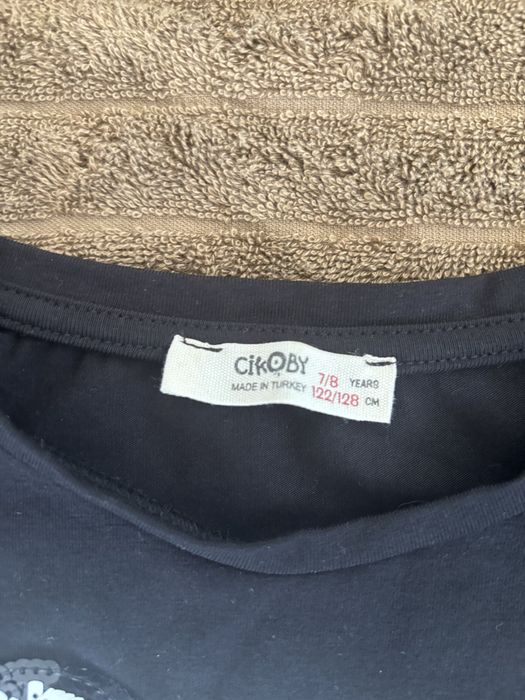 CikOBY
MADE IN TURKEY 7/8 YEARS
122/128 CM